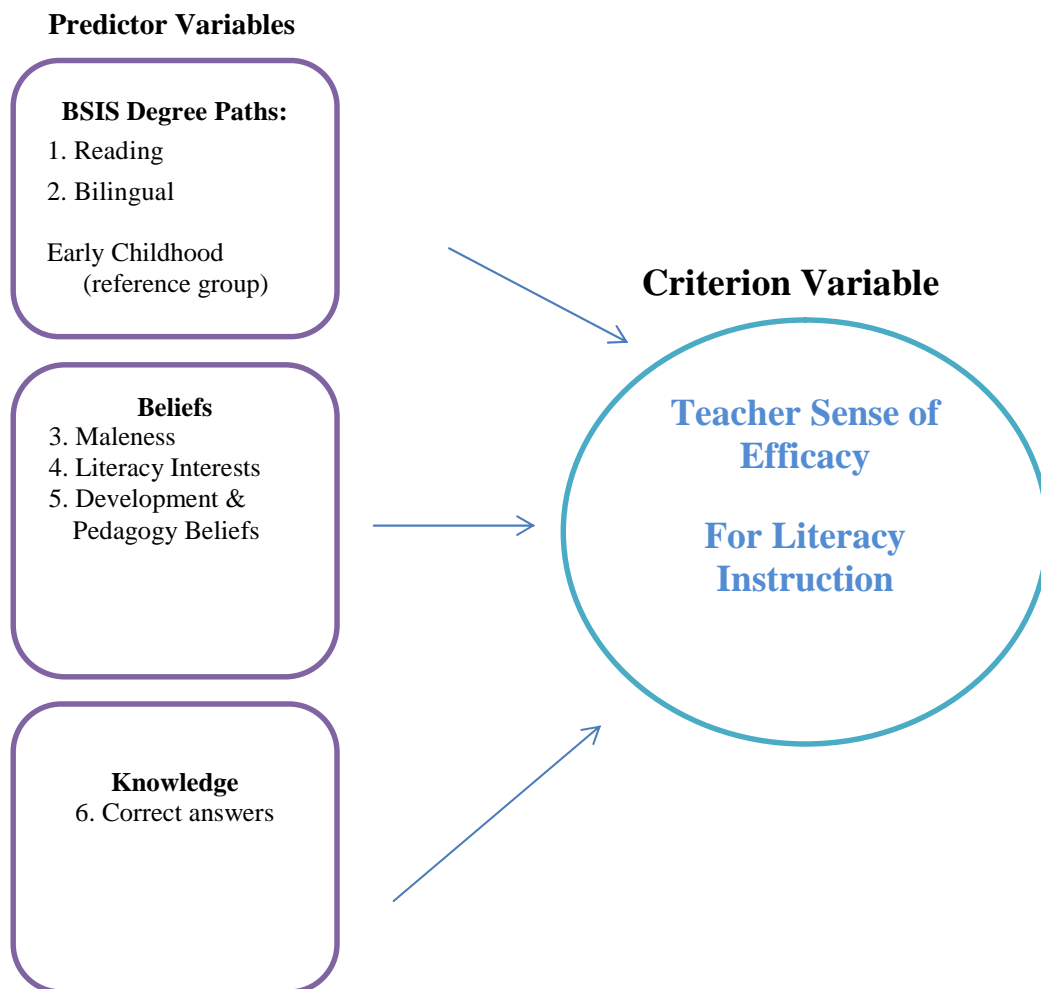 Predictor Variables
BSIS Degree Paths:
1. Reading
2. Bilingual
Early Childhood
(reference group)
Beliefs
3. Maleness
4. Literacy Interests
5. Development &
Pedagogy Beliefs
Knowledge
6. Correct answers
Criterion Variable
Teacher Sense of
Efficacy
For Literacy
Instruction